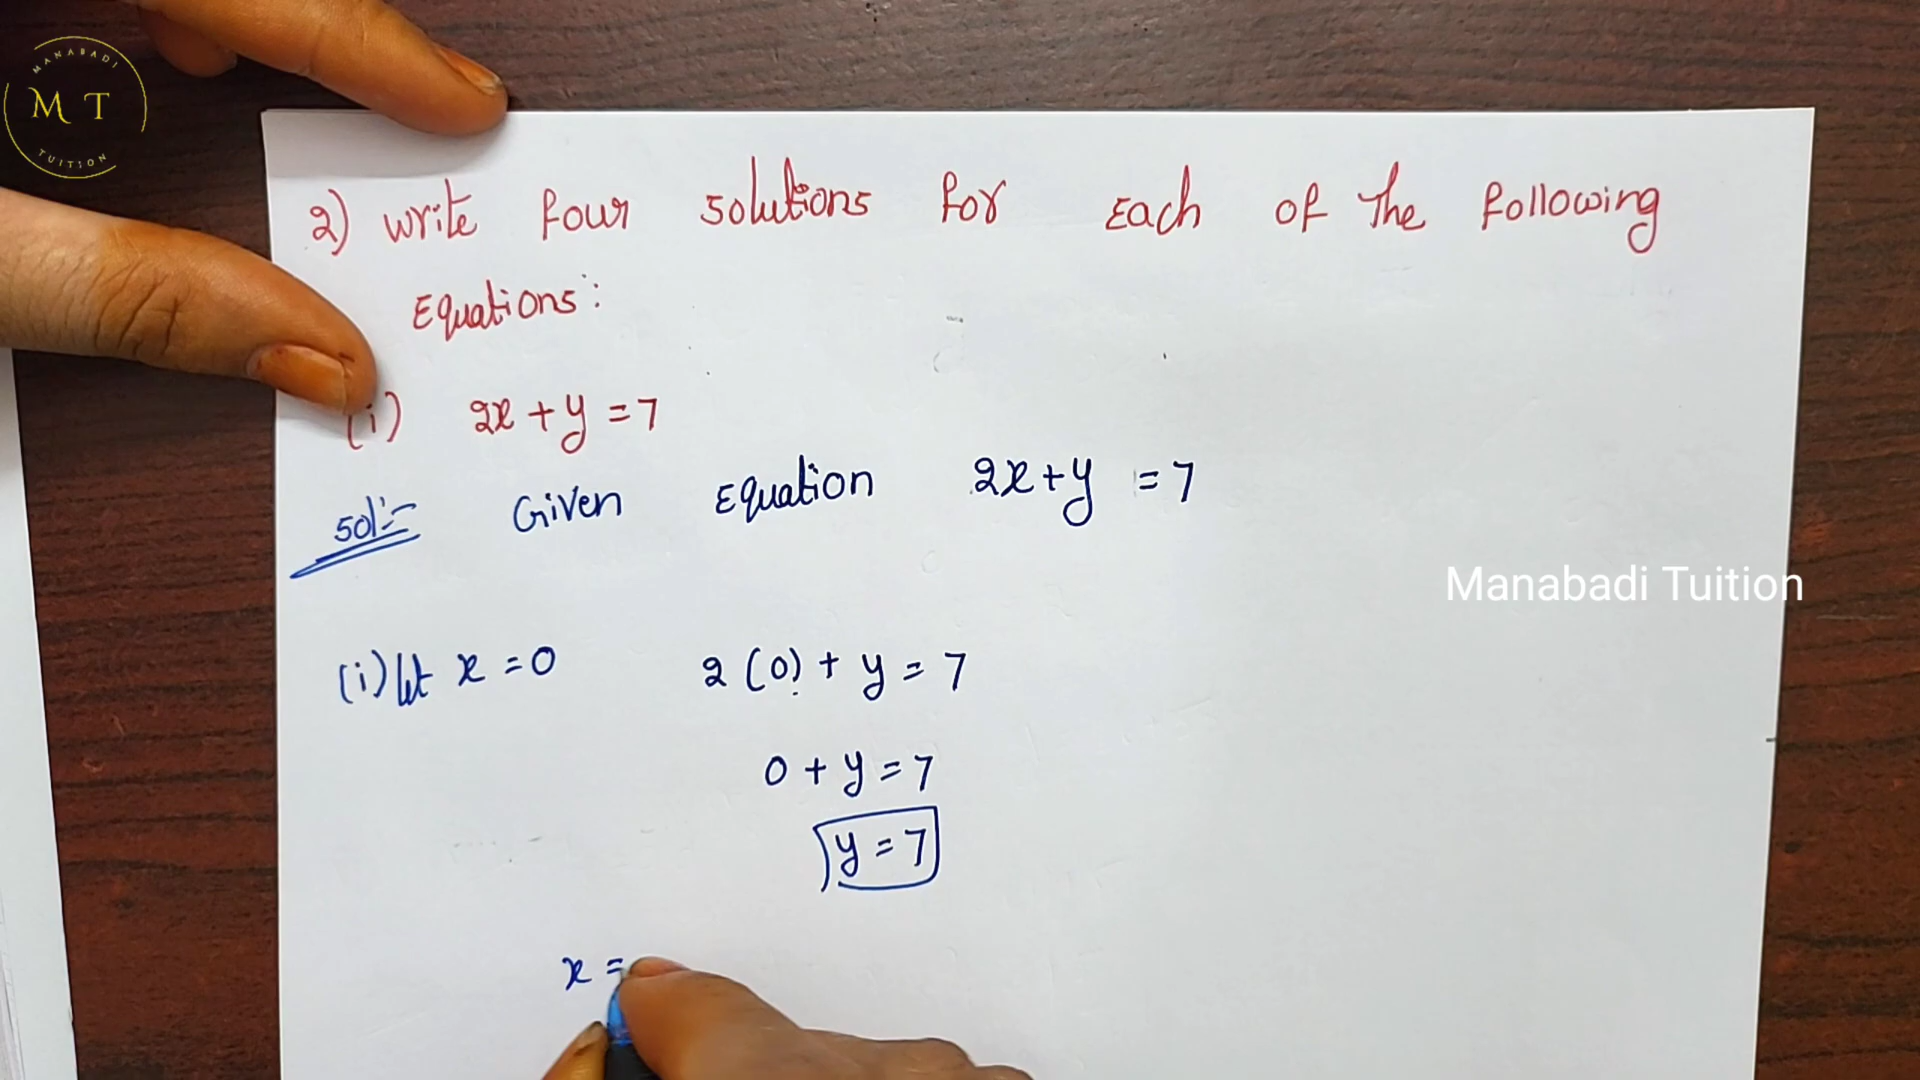 MANABADI
M T
TUITION
2) write four solutions for Each of The following
Equations:
(i) 2x + y = 7
Sol:- Given Equation 2x + y = 7
Manabadi Tuition
(i) let x = 0 2 (0) + y = 7
0 + y = 7
y = 7
x =